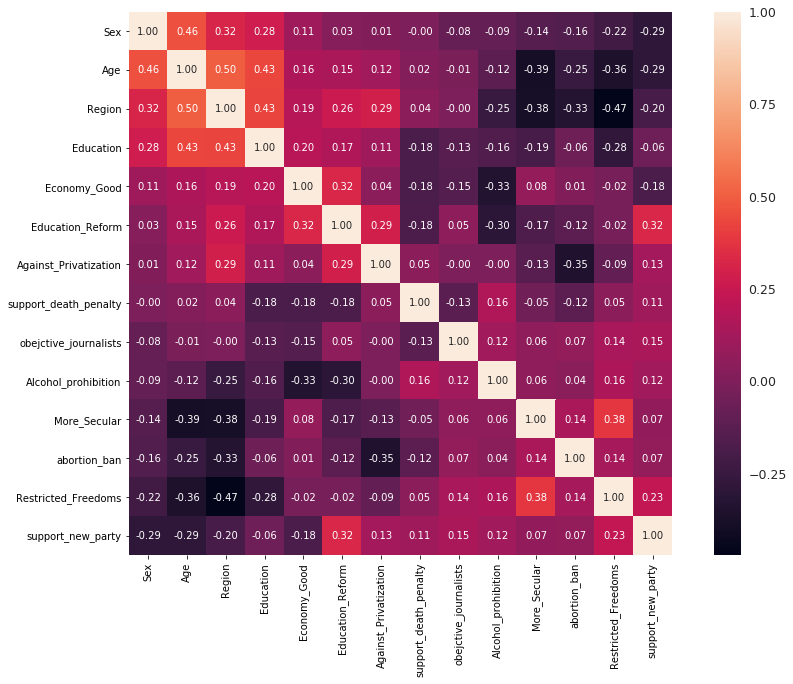 Sex 1.00 0.46 0.32 0.28 0.11 0.03 0.01 -0.00 -0.08 -0.09 -0.14 -0.16 -0.22 -0.29
Age 0.46 1.00 0.50 0.43 0.16 0.15 0.12 0.02 -0.01 -0.12 -0.39 -0.25 -0.36 -0.29
Region 0.32 0.50 1.00 0.43 0.19 0.26 0.29 0.04 -0.00 -0.25 -0.38 -0.33 -0.47 -0.20
Education 0.28 0.43 0.43 1.00 0.20 0.17 0.11 -0.18 -0.13 -0.16 -0.19 -0.06 -0.28 -0.06
Economy_Good 0.11 0.16 0.19 0.20 1.00 0.32 0.04 -0.18 -0.15 -0.33 0.08 0.01 -0.02 -0.18
Education_Reform 0.03 0.15 0.26 0.17 0.32 1.00 0.29 -0.18 0.05 -0.30 -0.17 -0.12 -0.02 0.32
Against_Privatization 0.01 0.12 0.29 0.11 0.04 0.29 1.00 0.05 -0.00 -0.00 -0.13 -0.35 -0.09 0.13
support_death_penalty -0.00 0.02 0.04 -0.18 -0.18 -0.18 0.05 1.00 -0.13 0.16 -0.05 -0.12 0.05 0.11
obejctive_journalists -0.08 -0.01 -0.00 -0.13 -0.15 0.05 -0.00 -0.13 1.00 0.12 0.06 0.07 0.14 0.15
Alcohol_prohibition -0.09 -0.12 -0.25 -0.16 -0.33 -0.30 -0.00 0.16 0.12 1.00 0.06 0.04 0.16 0.12
More_Secular -0.14 -0.39 -0.38 -0.19 0.08 -0.17 -0.13 -0.05 0.06 0.06 1.00 0.14 0.38 0.07
abortion_ban -0.16 -0.25 -0.33 -0.06 0.01 -0.12 -0.35 -0.12 0.07 0.04 0.14 1.00 0.14 0.07
Restricted_Freedoms -0.22 -0.36 -0.47 -0.28 -0.02 -0.02 -0.09 0.05 0.14 0.16 0.38 0.14 1.00 0.23
support_new_party -0.29 -0.29 -0.20 -0.06 -0.18 0.32 0.13 0.11 0.15 0.12 0.07 0.07 0.23 1.00
Sex
Age
Region
Education
Economy_Good
Education_Reform
Against_Privatization
support_death_penalty
obejctive_journalists
Alcohol_prohibition
More_Secular
abortion_ban
Restricted_Freedoms
support_new_party
1.00
0.75
0.50
0.25
0.00
−0.25